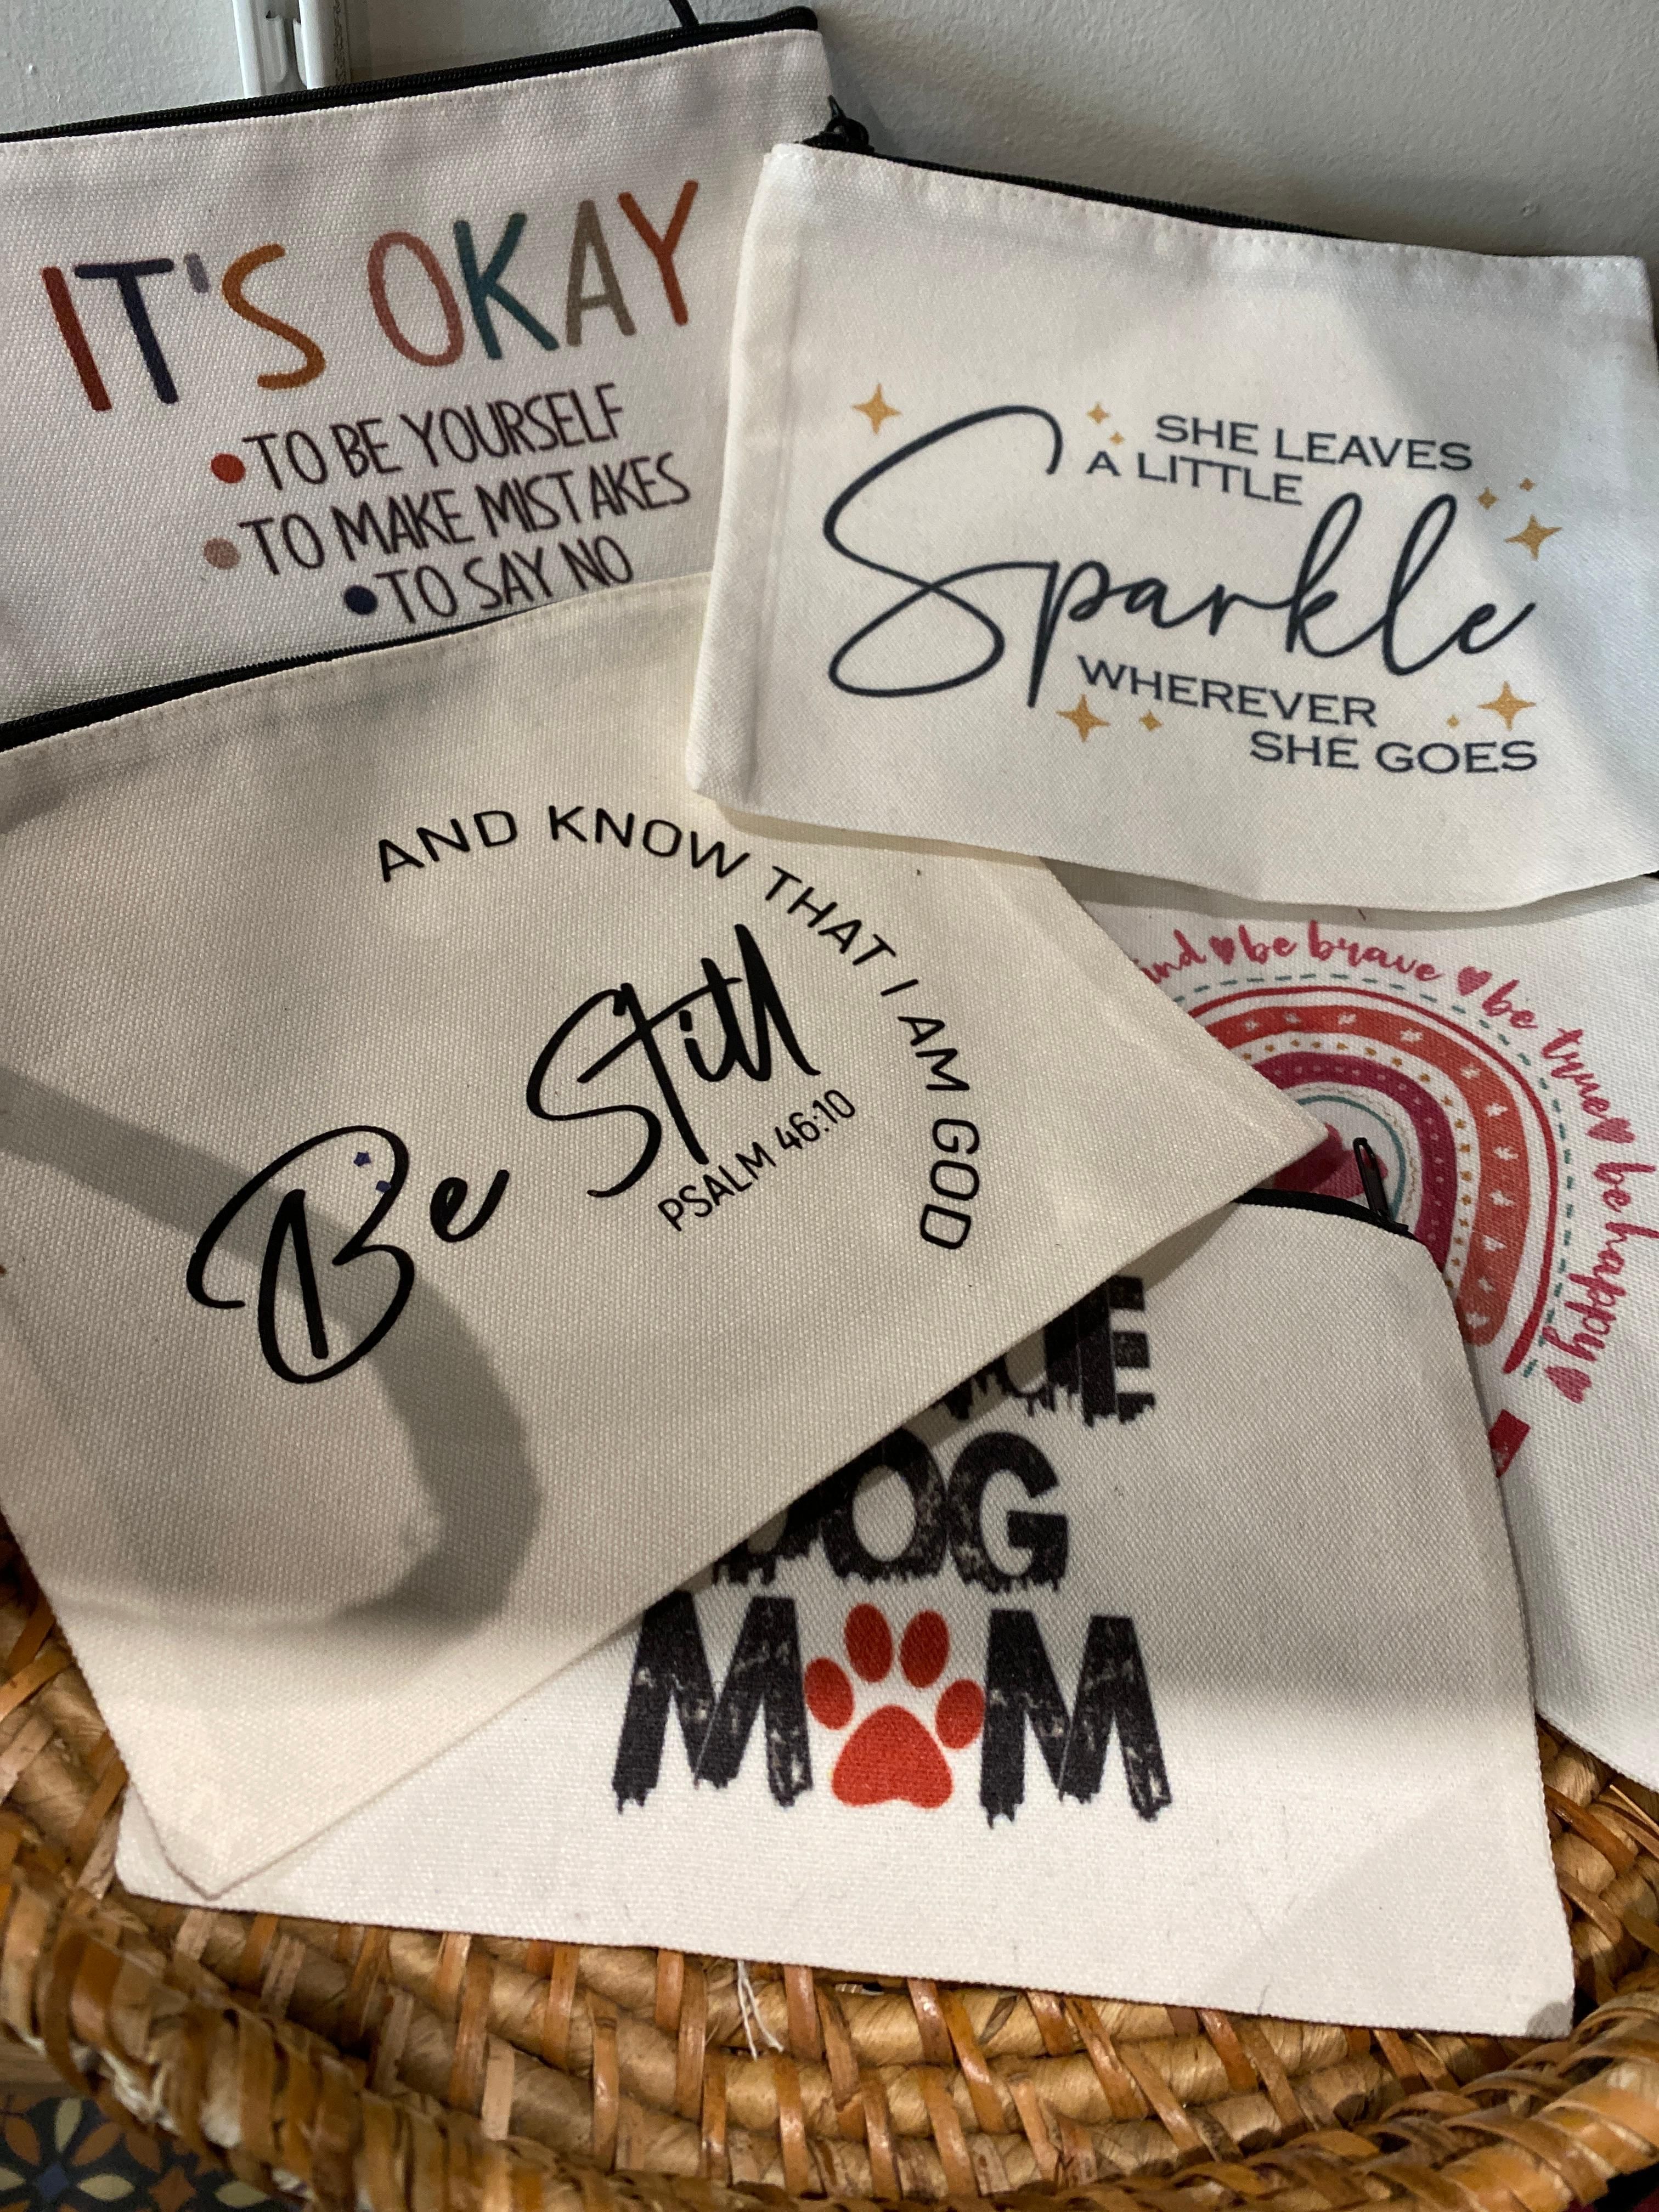 IT'S OKAY
•TO BE YOURSELF
•TO MAKE MISTAKES
•TO SAY NO
SHE LEAVES
A LITTLE
Sparkle
WHEREVER
SHE GOES
AND KNOW THAT I AM GOD
Be Still
PSALM 46:10
♥be brave♥be true♥be happy♥
DOG
MOM